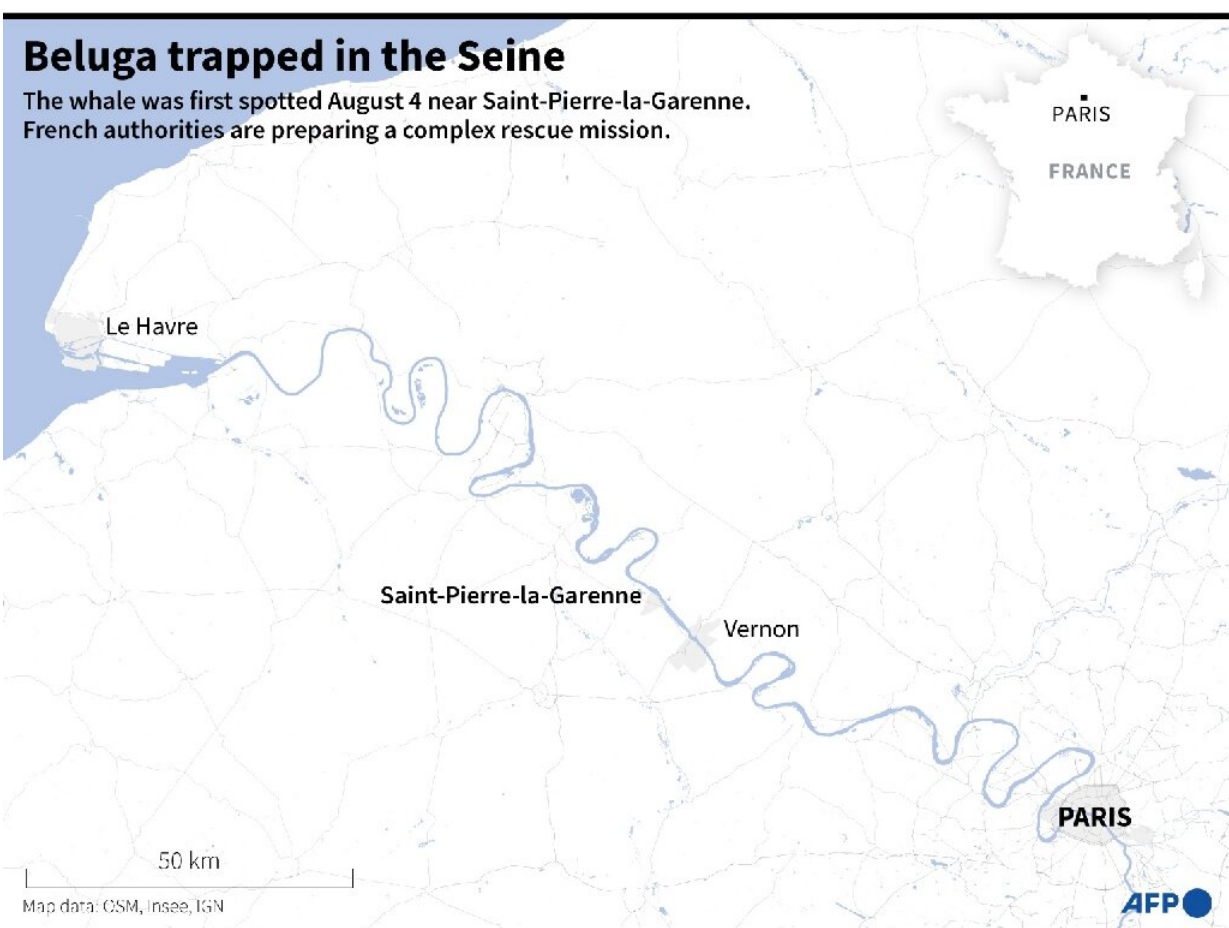 Beluga trapped in the Seine
The whale was first spotted August 4 near Saint-Pierre-la-Garenne.
French authorities are preparing a complex rescue mission.
PARIS
FRANCE
Le Havre
Saint-Pierre-la-Garenne
Vernon
PARIS
50 km
Map data: OSM, Insee, IGN
AFP